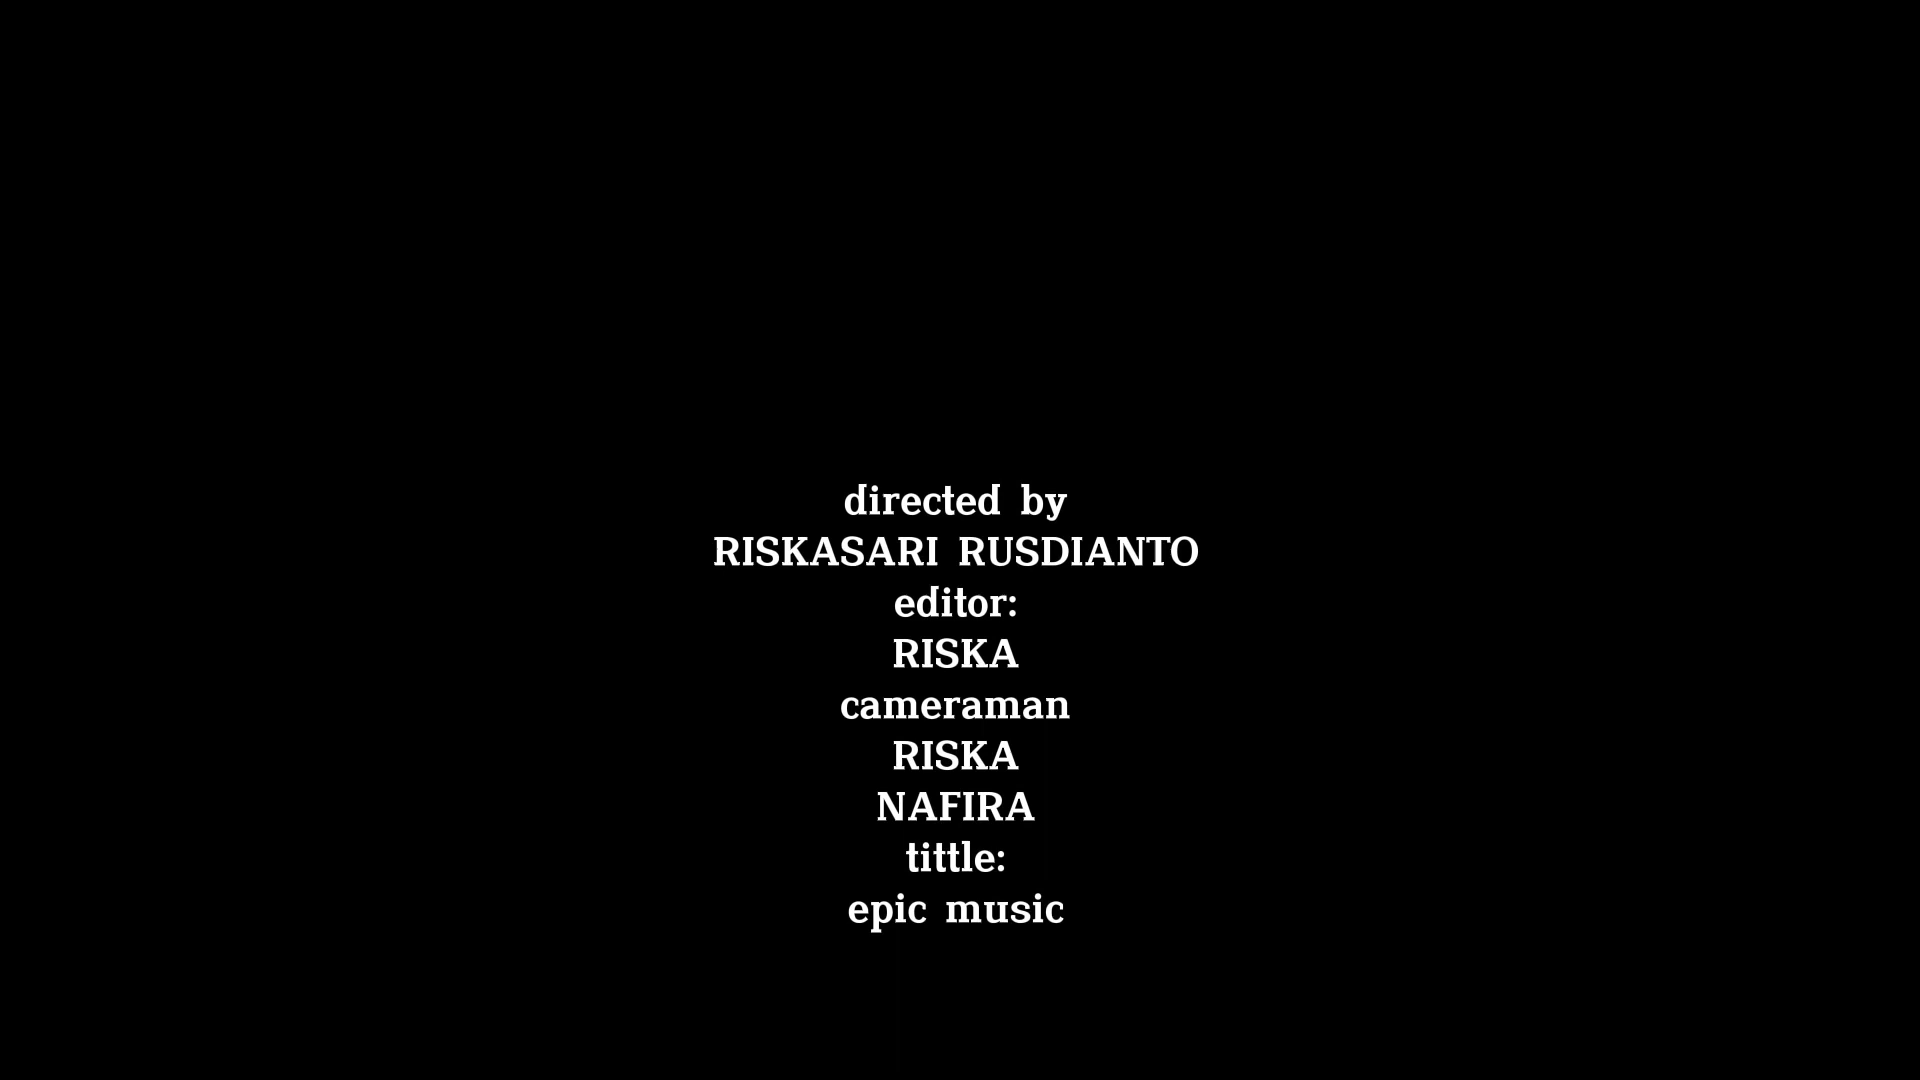 directed by
RISKASARI RUSDIANTO
editor:
RISKA
cameraman
RISKA
NAFIRA
tittle:
epic music